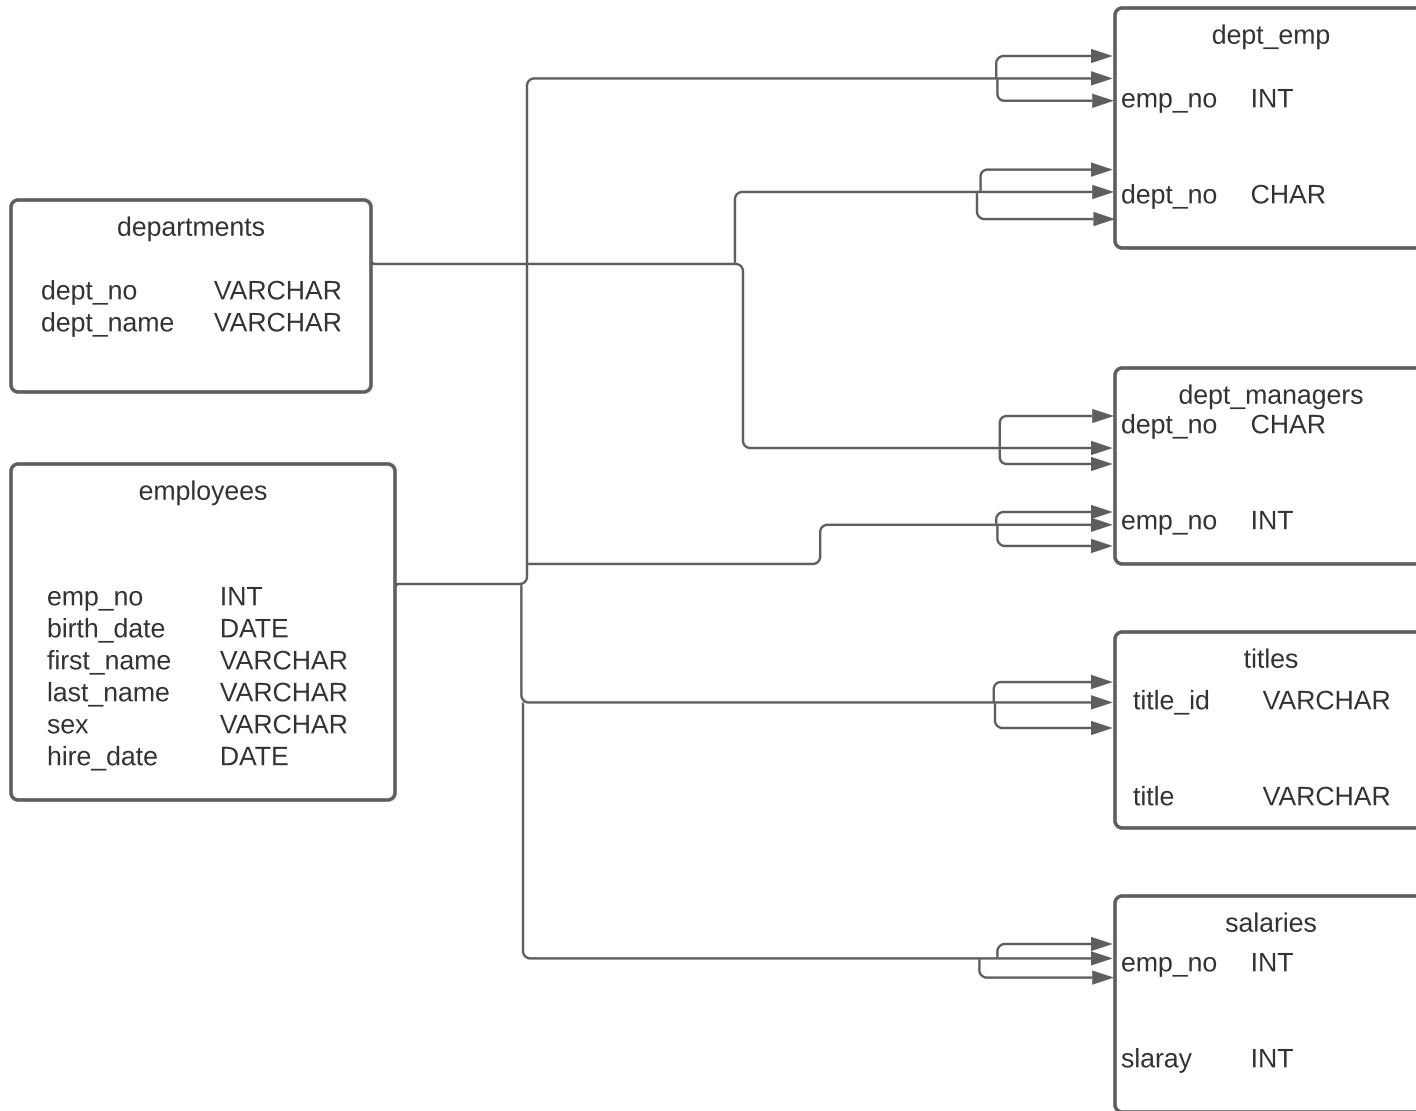 departments
dept_no VARCHAR
dept_name VARCHAR
employees
emp_no INT
birth_date DATE
first_name VARCHAR
last_name VARCHAR
sex VARCHAR
hire_date DATE
dept_emp
emp_no INT
dept_no CHAR
dept_managers
dept_no CHAR
emp_no INT
titles
title_id VARCHAR
title VARCHAR
salaries
emp_no INT
slaray INT